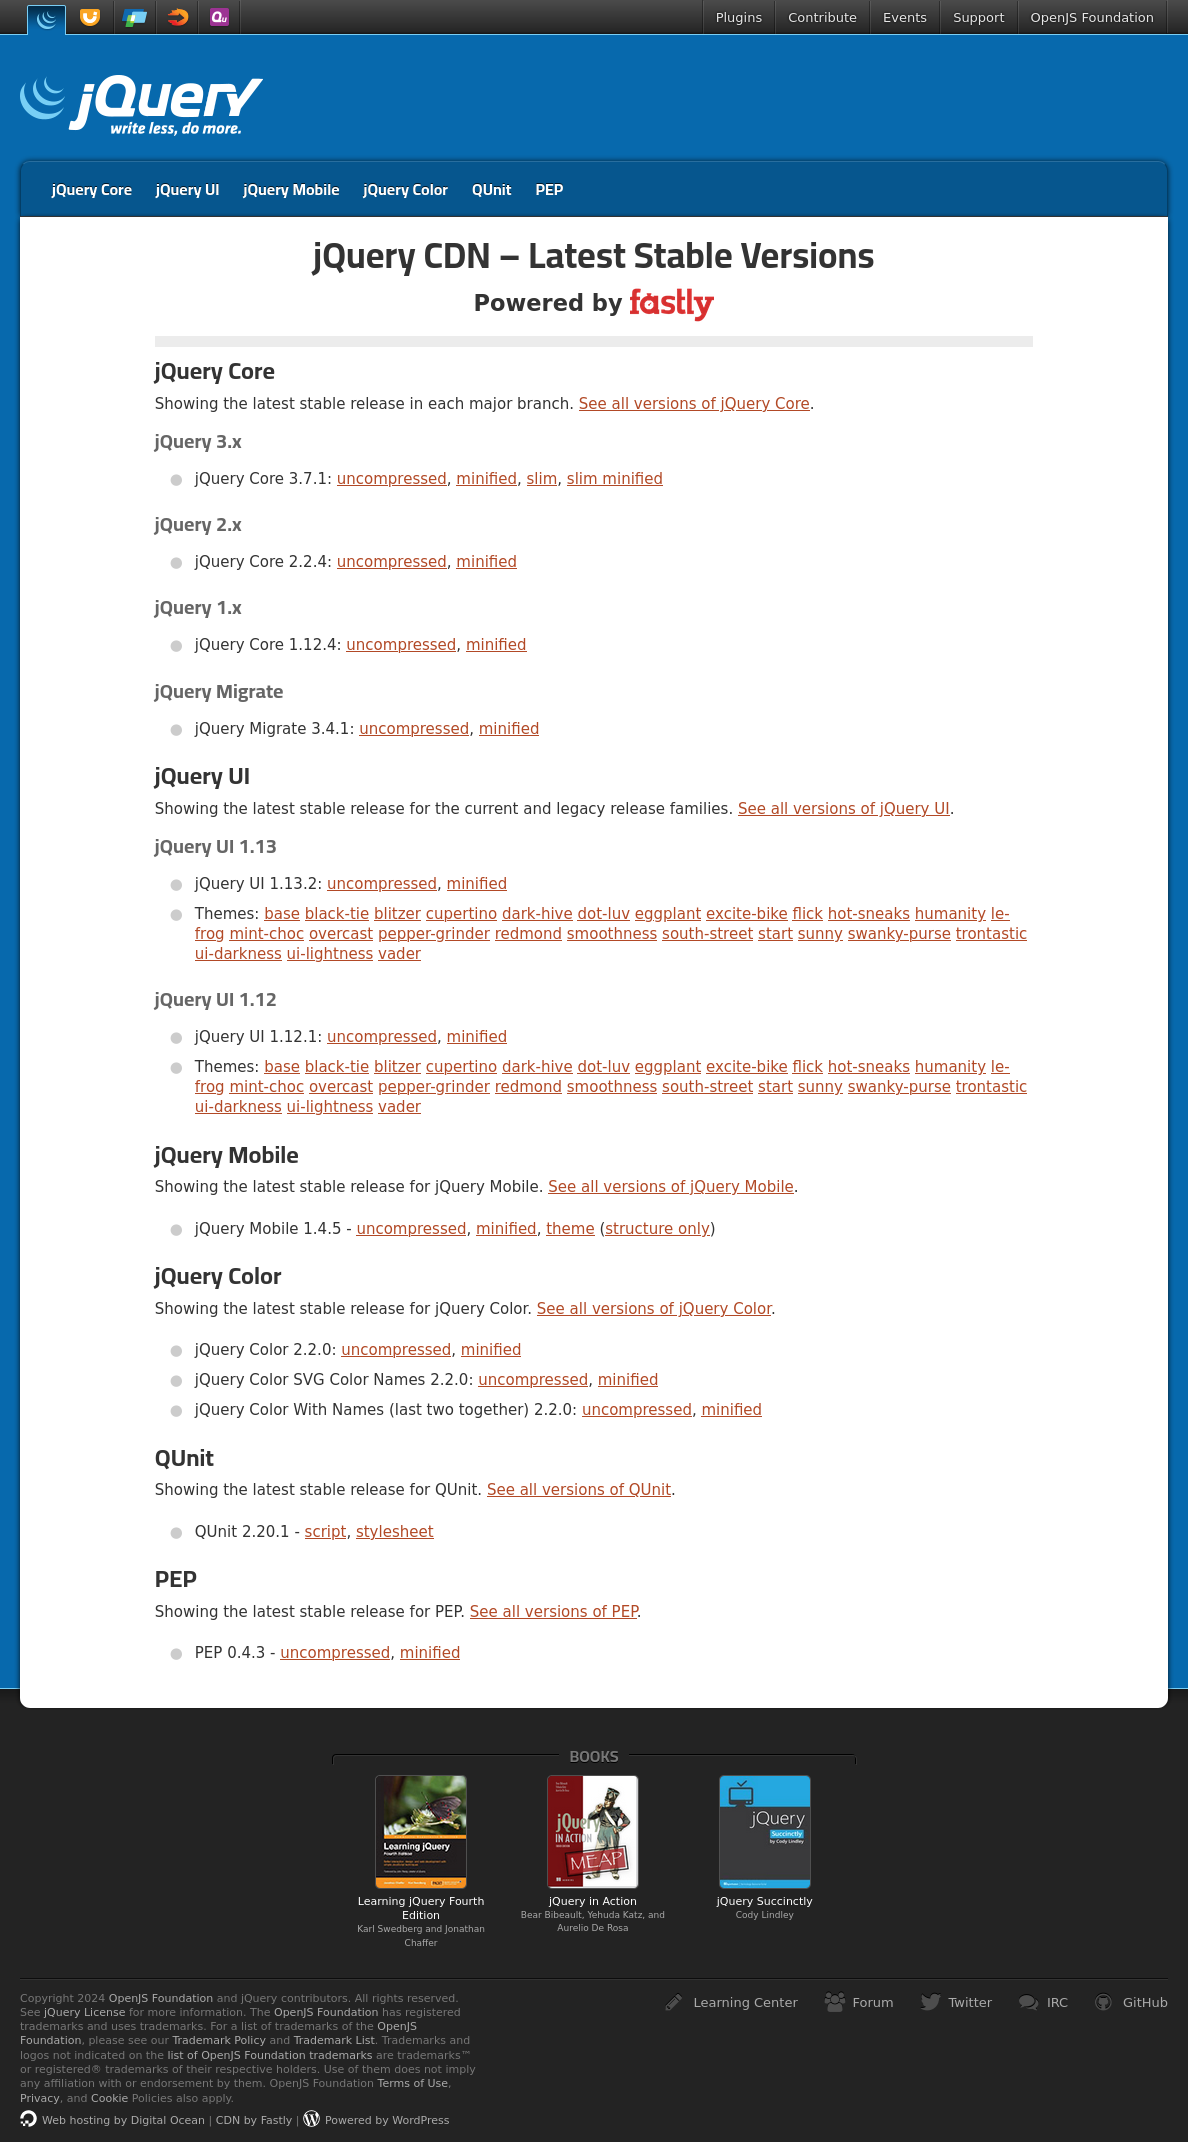 Plugins Contribute Events Support OpenJS Foundation
jQuery
write less, do more.
jQuery Core jQuery UI jQuery Mobile jQuery Color QUnit PEP
jQuery CDN – Latest Stable Versions
Powered by fastly
jQuery Core
Showing the latest stable release in each major branch. See all versions of jQuery Core.
jQuery 3.x
jQuery Core 3.7.1: uncompressed, minified, slim, slim minified
jQuery 2.x
jQuery Core 2.2.4: uncompressed, minified
jQuery 1.x
jQuery Core 1.12.4: uncompressed, minified
jQuery Migrate
jQuery Migrate 3.4.1: uncompressed, minified
jQuery UI
Showing the latest stable release for the current and legacy release families. See all versions of jQuery UI.
jQuery UI 1.13
jQuery UI 1.13.2: uncompressed, minified
Themes: base black-tie blitzer cupertino dark-hive dot-luv eggplant excite-bike flick hot-sneaks humanity le-
frog mint-choc overcast pepper-grinder redmond smoothness south-street start sunny swanky-purse trontastic
ui-darkness ui-lightness vader
jQuery UI 1.12
jQuery UI 1.12.1: uncompressed, minified
Themes: base black-tie blitzer cupertino dark-hive dot-luv eggplant excite-bike flick hot-sneaks humanity le-
frog mint-choc overcast pepper-grinder redmond smoothness south-street start sunny swanky-purse trontastic
ui-darkness ui-lightness vader
jQuery Mobile
Showing the latest stable release for jQuery Mobile. See all versions of jQuery Mobile.
jQuery Mobile 1.4.5 - uncompressed, minified, theme (structure only)
jQuery Color
Showing the latest stable release for jQuery Color. See all versions of jQuery Color.
jQuery Color 2.2.0: uncompressed, minified
jQuery Color SVG Color Names 2.2.0: uncompressed, minified
jQuery Color With Names (last two together) 2.2.0: uncompressed, minified
QUnit
Showing the latest stable release for QUnit. See all versions of QUnit.
QUnit 2.20.1 - script, stylesheet
PEP
Showing the latest stable release for PEP. See all versions of PEP.
PEP 0.4.3 - uncompressed, minified
BOOKS
Learning jQuery
Fourth Edition
jQuery
IN ACTION
MEAP
jQuery
Succinctly
by Cody Lindley
Learning jQuery Fourth
Edition
Karl Swedberg and Jonathan
Chaffer
jQuery in Action
Bear Bibeault, Yehuda Katz, and
Aurelio De Rosa
jQuery Succinctly
Cody Lindley
Learning Center Forum Twitter IRC GitHub
Copyright 2024 OpenJS Foundation and jQuery contributors. All rights reserved.
See jQuery License for more information. The OpenJS Foundation has registered
trademarks and uses trademarks. For a list of trademarks of the OpenJS
Foundation, please see our Trademark Policy and Trademark List. Trademarks and
logos not indicated on the list of OpenJS Foundation trademarks are trademarks™
or registered® trademarks of their respective holders. Use of them does not imply
any affiliation with or endorsement by them. OpenJS Foundation Terms of Use,
Privacy, and Cookie Policies also apply.
Web hosting by Digital Ocean | CDN by Fastly | Powered by WordPress